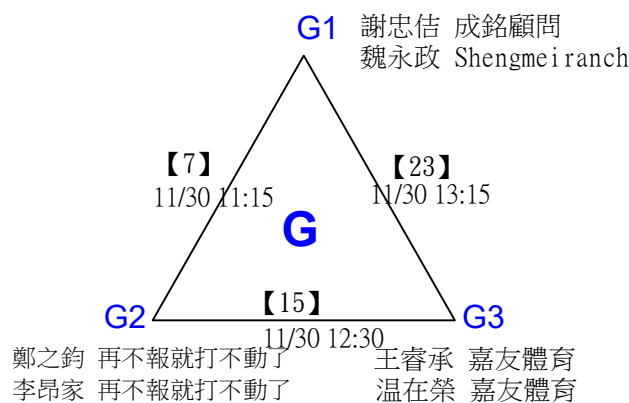 G1
謝忠佶 成銘顧問
魏永政 Shengmeiranch
【7】
11/30 11:15
【23】
11/30 13:15
G
G2
【15】
11/30 12:30
G3
鄭之鈞 再不報就打不動了
李昂家 再不報就打不動了
王睿承 嘉友體育
温在榮 嘉友體育